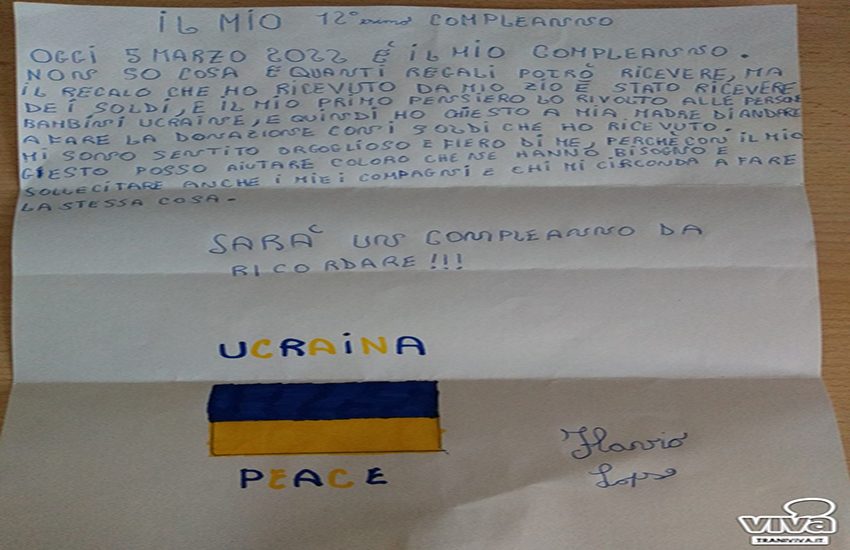 IL MIO 12°esimo COMPLEANNO
OGGI 5 MARZO 2022 È IL MIO COMPLEANNO.
NON SO COSA E QUANTI REGALI POTRÒ RICEVERE, MA
IL REGALO CHE HO RICEVUTO DA MIO ZIO È STATO RICEVERE
DEI SOLDI, E IL MIO PRIMO PENSIERO LO RIVOLTO ALLE PERSONE
BAMBINI UCRAINE, E QUINDI HO CHIESTO A MIA MADRE DI ANDARE
A FARE LA DONAZIONE CON I SOLDI CHE HO RICEVUTO.
MI SONO SENTITO ORGOGLIOSO E FIERO DI ME, PERCHE CON IL MIO
GIESTO POSSO AIUTARE COLORO CHE NE HANNO BISOGNO E
SOLLECITARE ANCHE I MIEI COMPAGNI E CHI MI CIRCONDA A FARE
LA STESSA COSA.
SARÀ UN COMPLEANNO DA
RICORDARE!!!
UCRAINA
PEACE
Flavio
viva
TRANIVIVA.IT